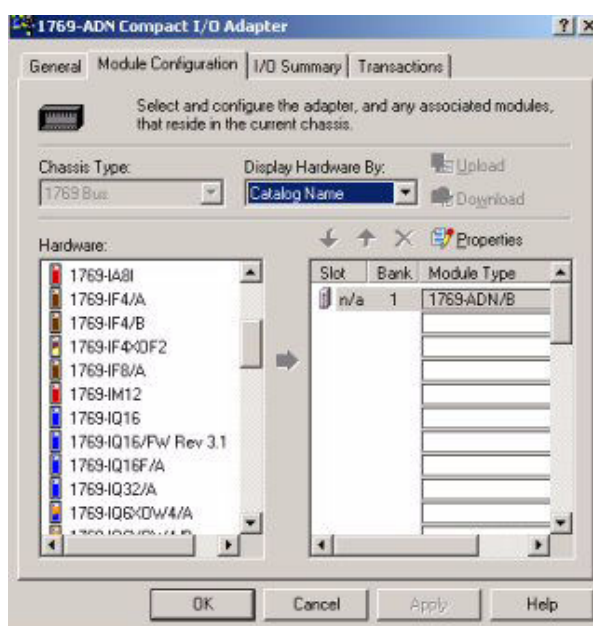 1769-ADN Compact I/O Adapter
General Module Configuration I/O Summary Transactions
Select and configure the adapter, and any associated modules,
that reside in the current chassis.
Chassis Type:
1769 Bus
Display Hardware By:
Catalog Name
Upload
Download
Hardware:
Properties
1769-IA8I
1769-IF4/A
1769-IF4/B
1769-IF4XOF2
1769-IF8/A
1769-IM12
1769-IQ16
1769-IQ16/FW Rev 3.1
1769-IQ16F/A
1769-IQ32/A
1769-IQ6XOW4/A
Slot Bank Module Type
n/a 1 1769-ADN/B
OK Cancel Apply Help